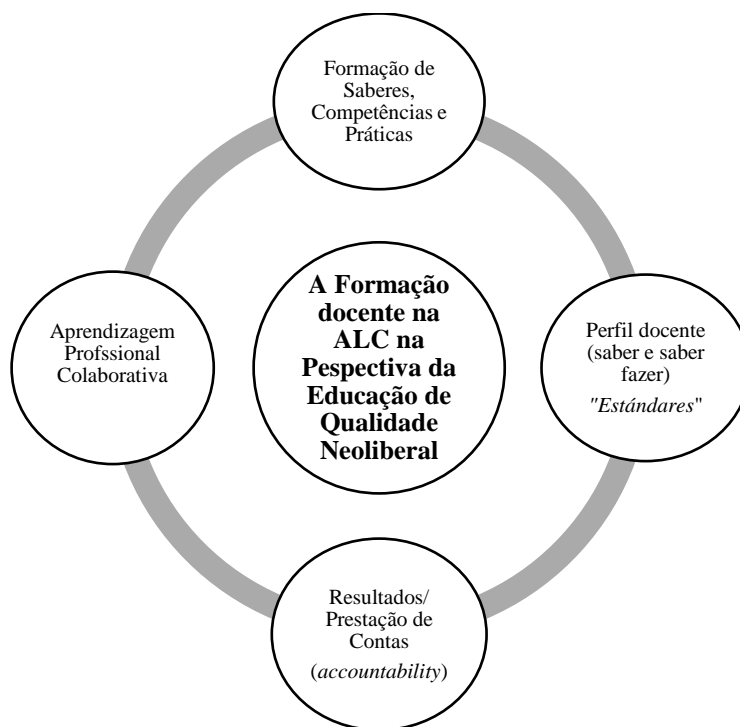 Formação de
Saberes,
Competências e
Práticas
A Formação
docente na
ALC na
Pespectiva da
Educação de
Qualidade
Neoliberal
Perfil docente
(saber e saber
fazer)
"Estándares"
Resultados/
Prestação de
Contas
(accountability)
Aprendizagem
Profssional
Colaborativa